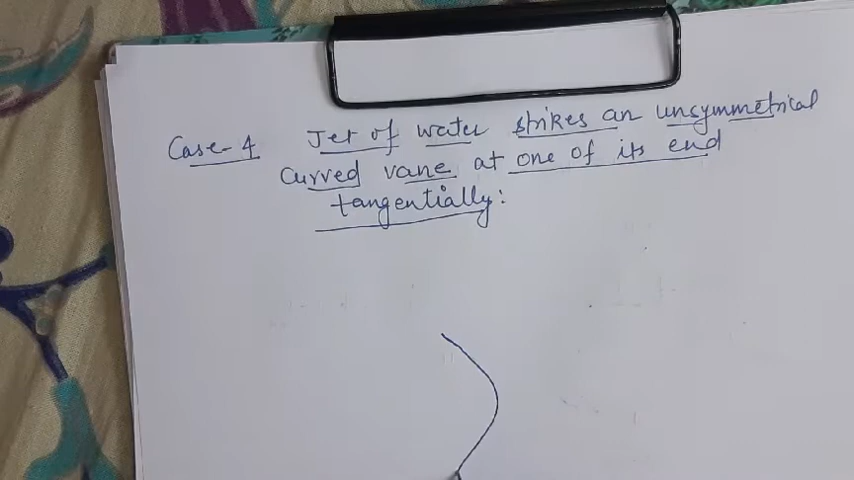 Case-4 Jet of water strikes an unsymmetrical
curved vane at one of its end
tangentially: